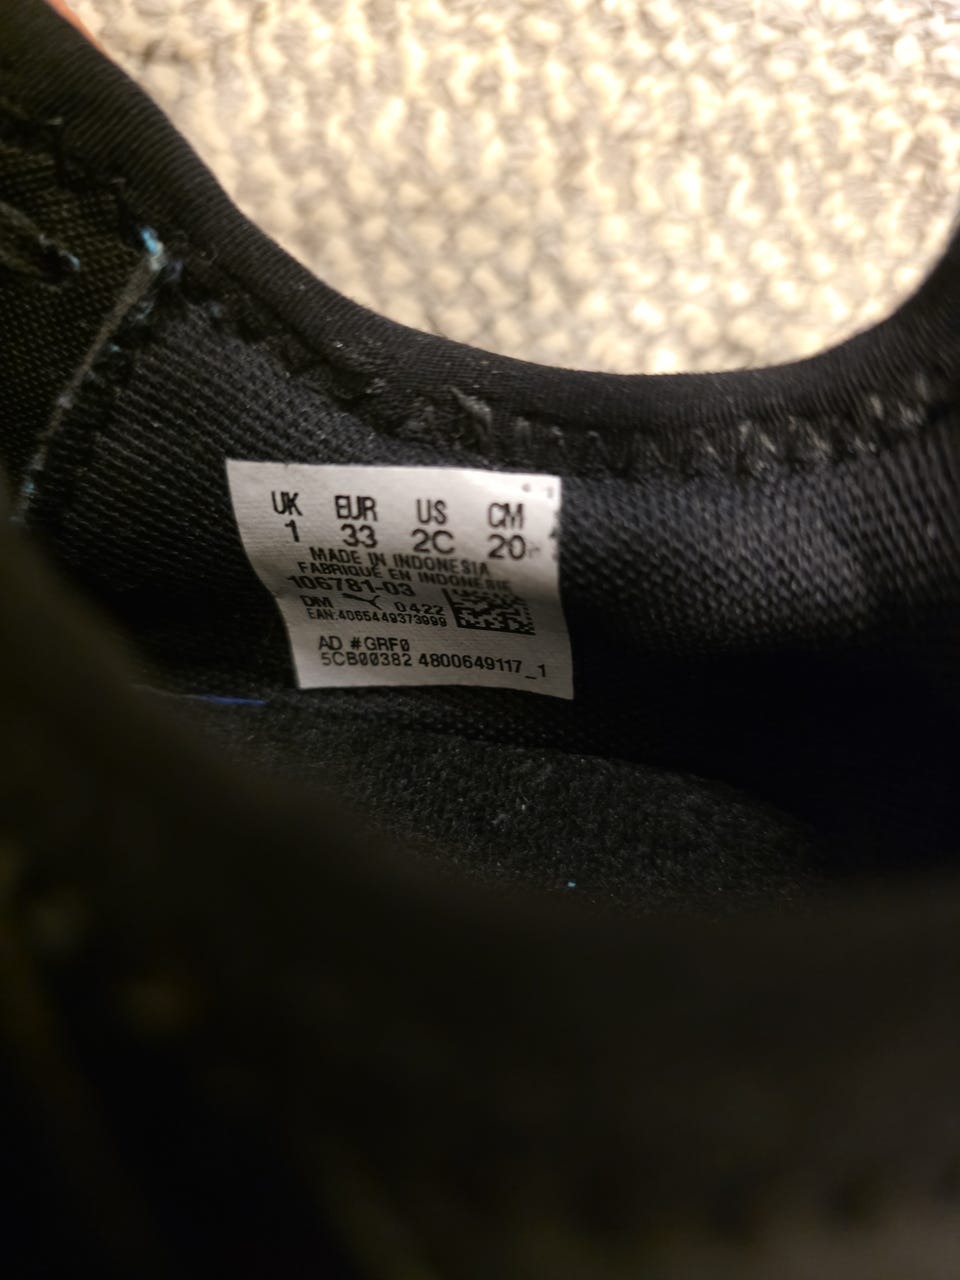 UK EUR US CM
1 33 2C 20
MADE IN INDONESIA
FABRIQUÉ EN INDONESIE
106781-03
DM 0422
EAN:4065449373999
AD #GRF0
5CB00382 4800649117_1